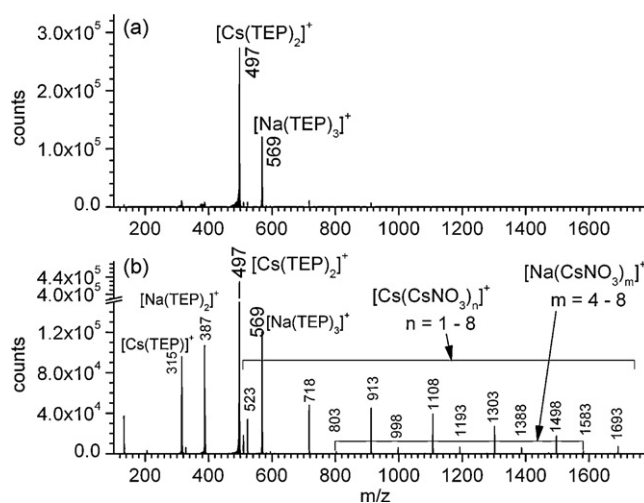 (a)
[Cs(TEP)₂]⁺
497
[Na(TEP)₃]⁺
569
3.0x10⁵
2.0x10⁵
1.0x10⁵
0.0
counts
200 400 600 800 1000 1200 1400 1600
(b)
497
[Cs(TEP)₂]⁺
[Na(CsNO₃)ₘ]⁺
m = 4 - 8
[Cs(CsNO₃)ₙ]⁺
n = 1 - 8
[Na(TEP)₂]⁺
387
[Na(TEP)₃]⁺
569
[Cs(TEP)]⁺
315
523
718
803
913
998
1108
1193
1303
1388
1498
1583
1693
4.4x10⁵
4.0x10⁵
1.2x10⁵
8.0x10⁴
4.0x10⁴
0.0
counts
200 400 600 800 1000 1200 1400 1600
m/z